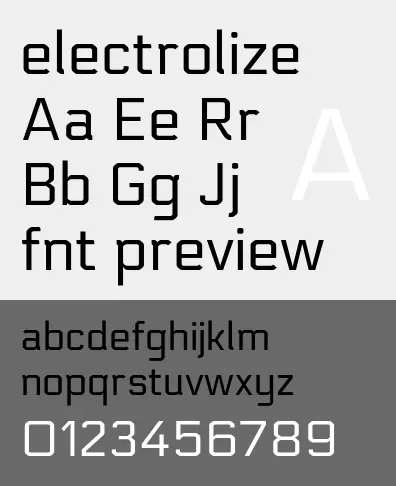 electrolize
Aa Ee Rr
A
Bb Gg Jj
fnt preview
abcdefghijklm
nopqrstuvwxyz
0123456789